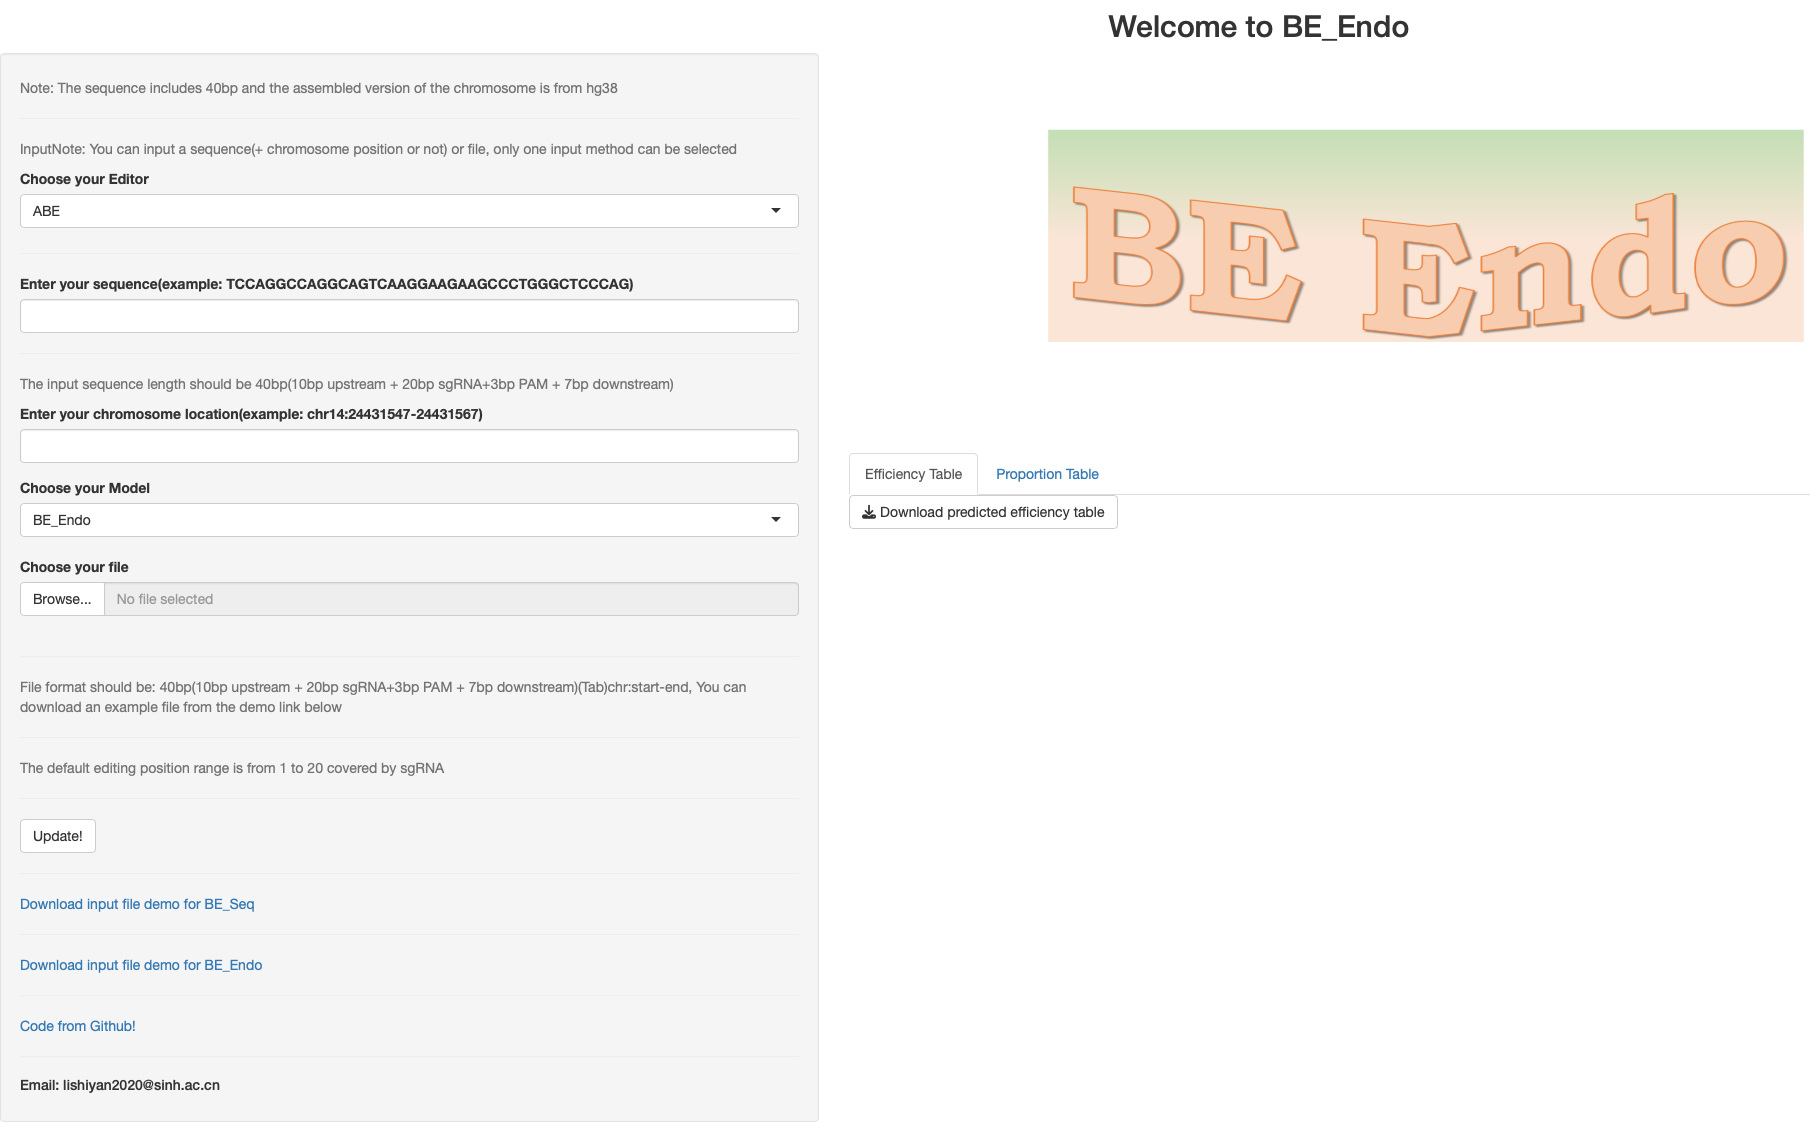 Welcome to BE_Endo
Note: The sequence includes 40bp and the assembled version of the chromosome is from hg38
InputNote: You can input a sequence(+ chromosome position or not) or file, only one input method can be selected
Choose your Editor
ABE
Enter your sequence(example: TCCAGGCCAGGCAGTCAAGGAAGAAGCCCTGGGCTCCCAG)
The input sequence length should be 40bp(10bp upstream + 20bp sgRNA+3bp PAM + 7bp downstream)
Enter your chromosome location(example: chr14:24431547-24431567)
Choose your Model
BE_Endo
Choose your file
Browse... No file selected
File format should be: 40bp(10bp upstream + 20bp sgRNA+3bp PAM + 7bp downstream)(Tab)chr:start-end, You can
download an example file from the demo link below
The default editing position range is from 1 to 20 covered by sgRNA
Update!
Download input file demo for BE_Seq
Download input file demo for BE_Endo
Code from Github!
Email: lishiyan2020@sinh.ac.cn
BE Endo
Efficiency Table Proportion Table
Download predicted efficiency table